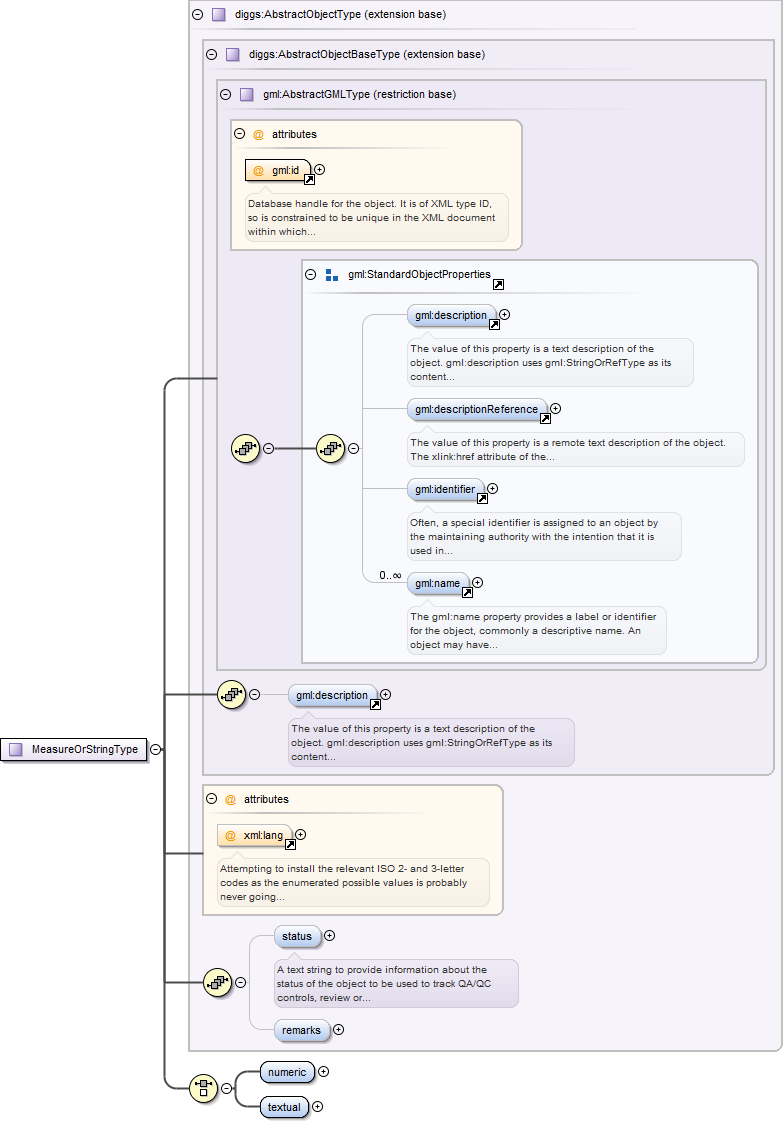 diggs:AbstractObjectType (extension base)
diggs:AbstractObjectBaseType (extension base)
gml:AbstractGMLType (restriction base)
@ attributes
@ gml:id
Database handle for the object. It is of XML type ID,
so is constrained to be unique in the XML document
within which...
gml:StandardObjectProperties
gml:description
The value of this property is a text description of the
object. gml:description uses gml:StringOrRefType as its
content...
gml:descriptionReference
The value of this property is a remote text description of the object.
The xlink:href attribute of the...
gml:identifier
Often, a special identifier is assigned to an object by
the maintaining authority with the intention that it is
used in...
0..∞
gml:name
The gml:name property provides a label or identifier
for the object, commonly a descriptive name. An
object may have...
gml:description
The value of this property is a text description of the
object. gml:description uses gml:StringOrRefType as its
content...
MeasureOrStringType
@ attributes
@ xml:lang
Attempting to install the relevant ISO 2- and 3-letter
codes as the enumerated possible values is probably
never going...
status
A text string to provide information about the
status of the object to be used to track QA/QC
controls, review or...
remarks
numeric
textual